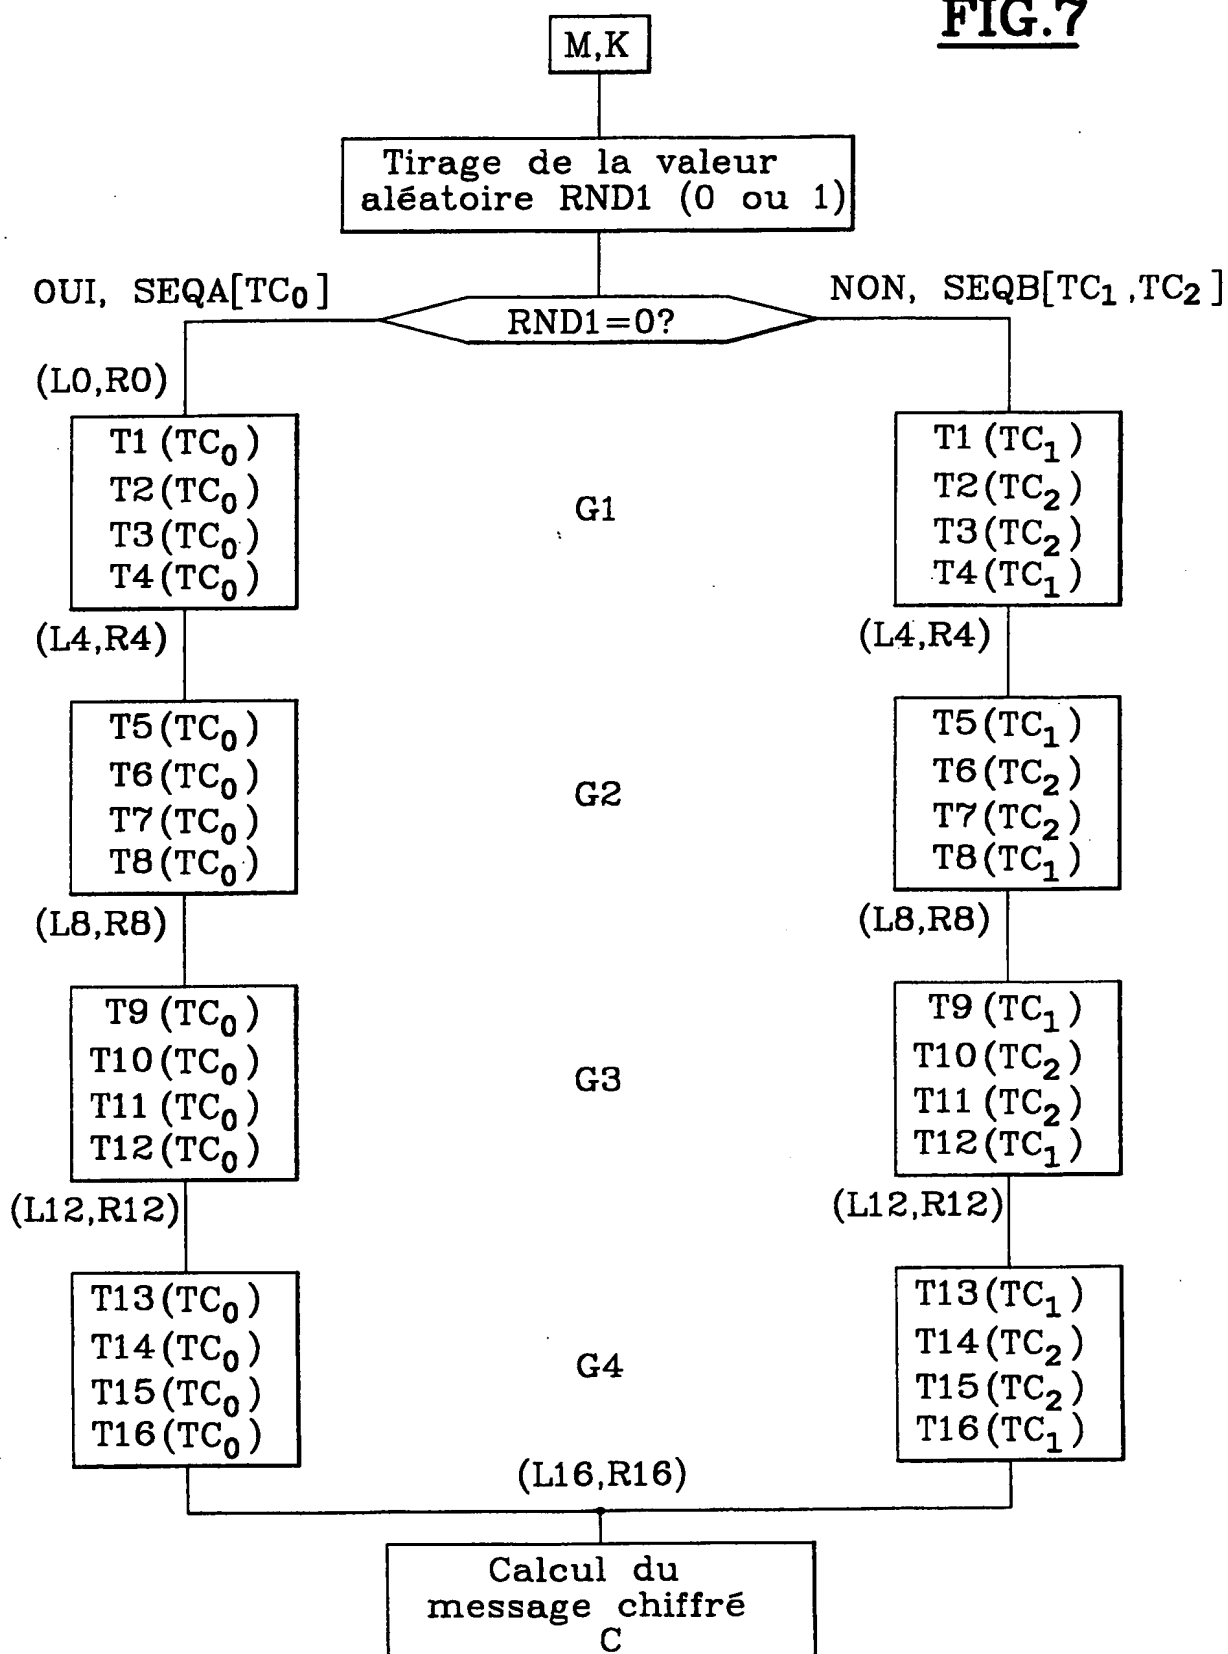 FIG.7
M,K
Tirage de la valeur
aléatoire RND1 (0 ou 1)
OUI, SEQA[TC0]
NON, SEQB[TC1,TC2]
RND1=0?
(L0,R0)
T1(TC0)
T2(TC0)
T3(TC0)
T4(TC0)
G1
T1(TC1)
T2(TC2)
T3(TC2)
T4(TC1)
(L4,R4)
(L4,R4)
T5(TC0)
T6(TC0)
T7(TC0)
T8(TC0)
G2
T5(TC1)
T6(TC2)
T7(TC2)
T8(TC1)
(L8,R8)
(L8,R8)
T9(TC0)
T10(TC0)
T11(TC0)
T12(TC0)
G3
T9(TC1)
T10(TC2)
T11(TC2)
T12(TC1)
(L12,R12)
(L12,R12)
T13(TC0)
T14(TC0)
T15(TC0)
T16(TC0)
G4
T13(TC1)
T14(TC2)
T15(TC2)
T16(TC1)
(L16,R16)
Calcul du
message chiffré
C